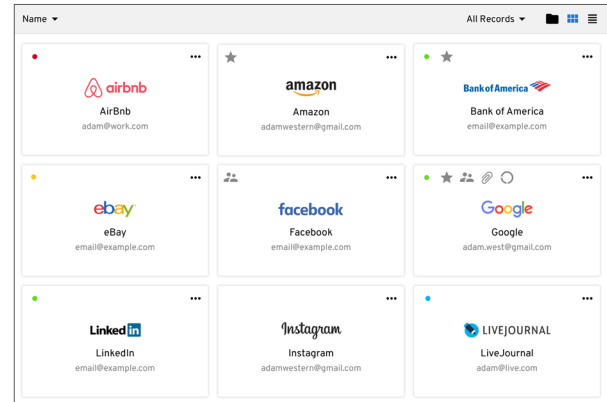 Name
All Records
airbnb
AirBnb
adam@work.com
amazon
Amazon
adamwestern@gmail.com
Bank of America
Bank of America
email@example.com
ebay
eBay
email@example.com
facebook
Facebook
email@example.com
Google
Google
adam.west@gmail.com
Linked in
LinkedIn
email@example.com
Instagram
Instagram
adamwestern@gmail.com
LIVEJOURNAL
LiveJournal
adam@live.com